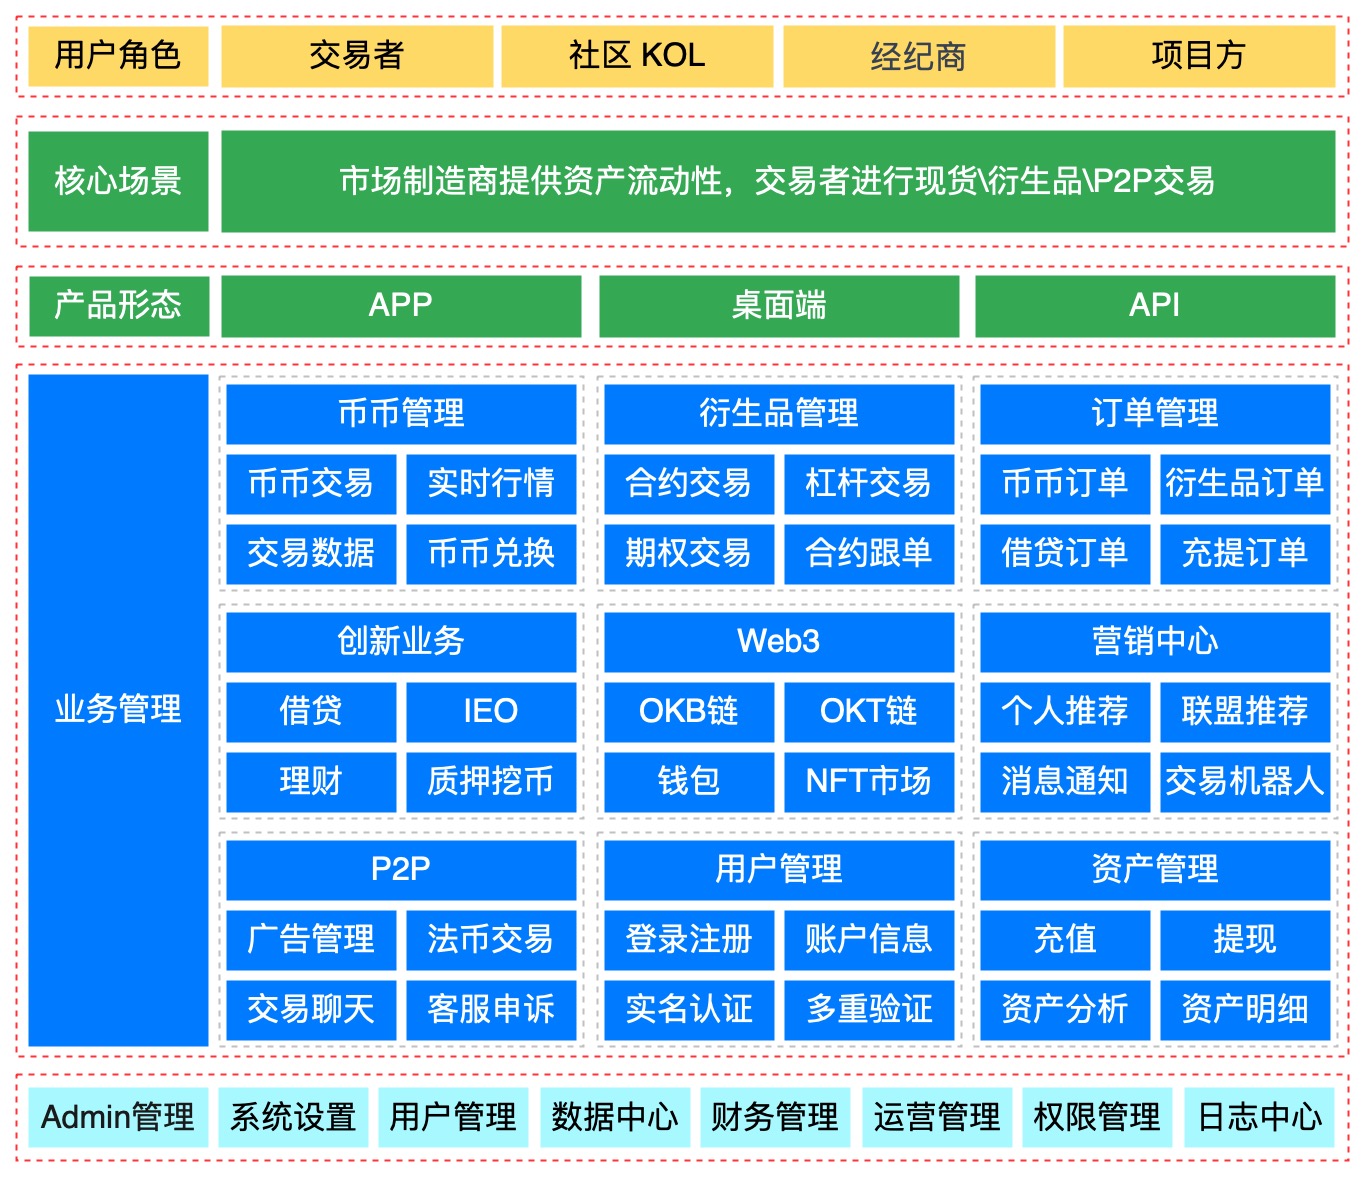 用户角色 交易者 社区 KOL 经纪商 项目方
核心场景 市场制造商提供资产流动性，交易者进行现货\衍生品\P2P交易
产品形态 APP 桌面端 API
业务管理
币币管理 衍生品管理 订单管理
币币交易 实时行情 合约交易 杠杆交易 币币订单 衍生品订单
交易数据 币币兑换 期权交易 合约跟单 借贷订单 充提订单
创新业务 Web3 营销中心
借贷 IEO OKB链 OKT链 个人推荐 联盟推荐
理财 质押挖币 钱包 NFT市场 消息通知 交易机器人
P2P 用户管理 资产管理
广告管理 法币交易 登录注册 账户信息 充值 提现
交易聊天 客服申诉 实名认证 多重验证 资产分析 资产明细
Admin管理 系统设置 用户管理 数据中心 财务管理 运营管理 权限管理 日志中心